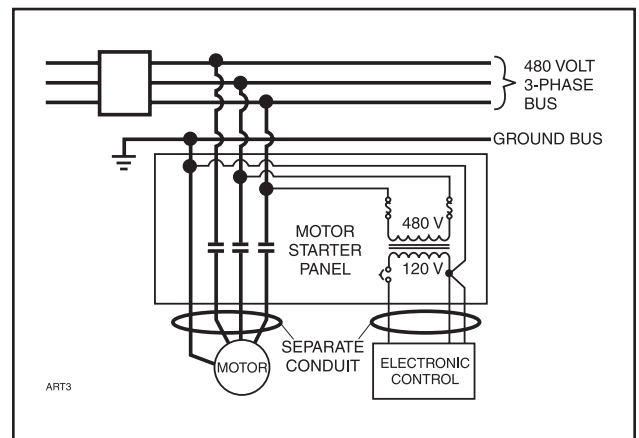 480 VOLT
3-PHASE
BUS
GROUND BUS
MOTOR
STARTER
PANEL
480 V
120 V
SEPARATE
CONDUIT
MOTOR
ELECTRONIC
CONTROL
ART3